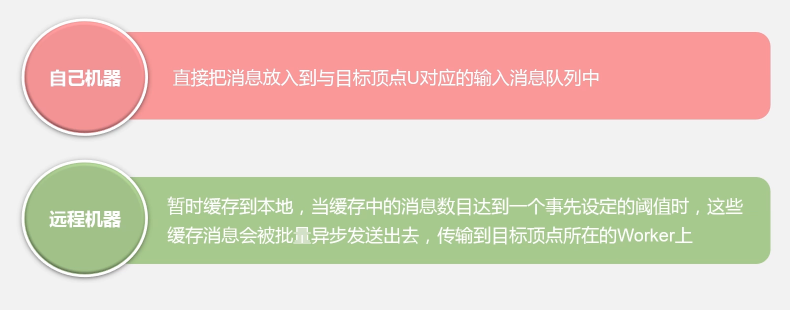 自己机器
直接把消息放入到与目标顶点U对应的输入消息队列中
远程机器
暂时缓存到本地，当缓存中的消息数目达到一个事先设定的阈值时，这些
缓存消息会被批量异步发送出去，传输到目标顶点所在的Worker上